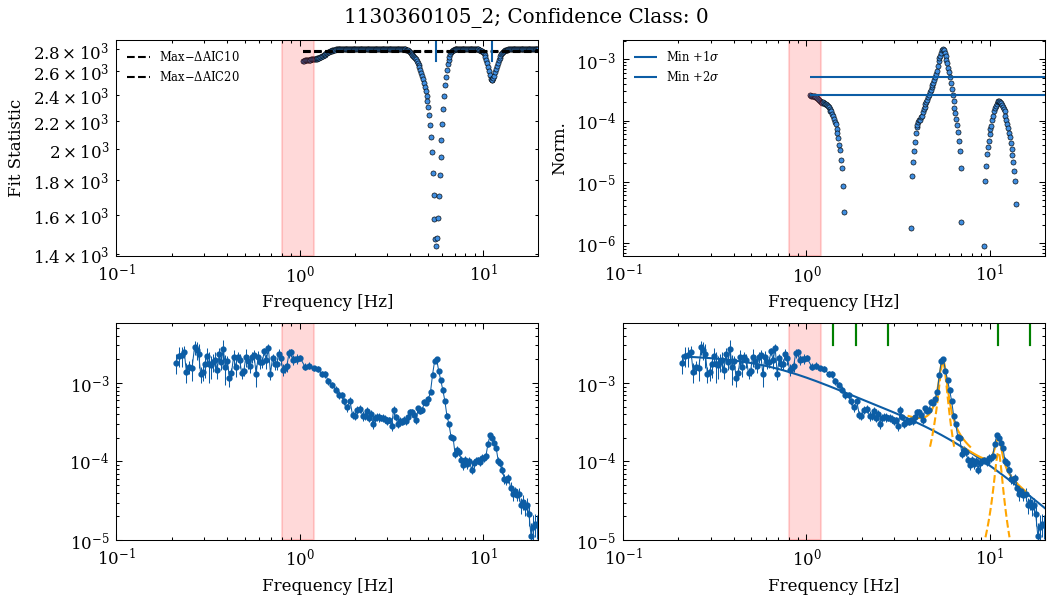 1130360105_2; Confidence Class: 0
Fit Statistic
2.8 × 10³
2.6 × 10³
2.4 × 10³
2.2 × 10³
2 × 10³
1.8 × 10³
1.6 × 10³
1.4 × 10³
Max−ΔAIC10
Max−ΔAIC20
10⁻¹ 10⁰ 10¹
Frequency [Hz]
Norm.
10⁻³
10⁻⁴
10⁻⁵
10⁻⁶
Min +1σ
Min +2σ
10⁻¹ 10⁰ 10¹
Frequency [Hz]
10⁻³
10⁻⁴
10⁻⁵
10⁻¹ 10⁰ 10¹
Frequency [Hz]
10⁻³
10⁻⁴
10⁻⁵
10⁻¹ 10⁰ 10¹
Frequency [Hz]